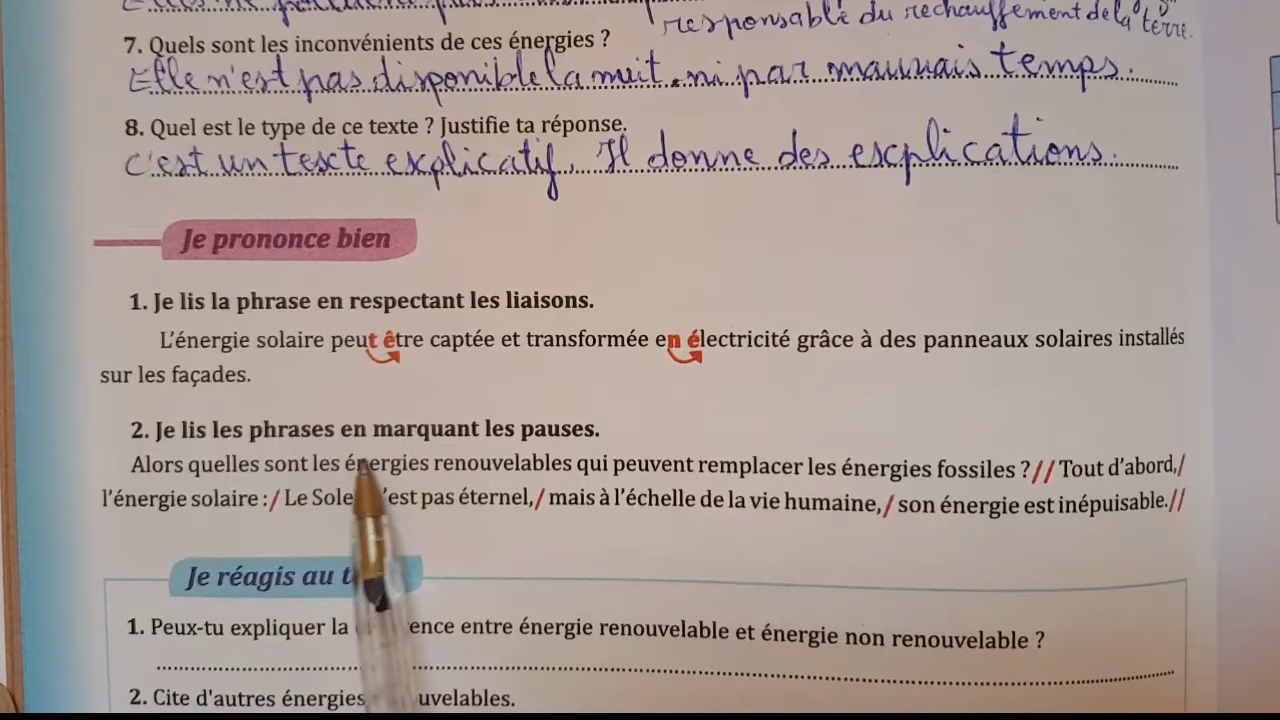 responsable du rechauffement de la terre.
7. Quels sont les inconvénients de ces énergies ?
Elle n'est pas disponible la nuit, ni par mauvais temps.
8. Quel est le type de ce texte ? Justifie ta réponse.
c'est un texte explicatif. Il donne des explications.
Je prononce bien
1. Je lis la phrase en respectant les liaisons.
L'énergie solaire peut être captée et transformée en électricité grâce à des panneaux solaires installés
sur les façades.
2. Je lis les phrases en marquant les pauses.
Alors quelles sont les énergies renouvelables qui peuvent remplacer les énergies fossiles ?// Tout d'abord,/
l'énergie solaire :/ Le Sole 'est pas éternel,/ mais à l'échelle de la vie humaine,/ son énergie est inépuisable.//
Je réagis au t
1. Peux-tu expliquer la ence entre énergie renouvelable et énergie non renouvelable ?
2. Cite d'autres énergies uvelables.